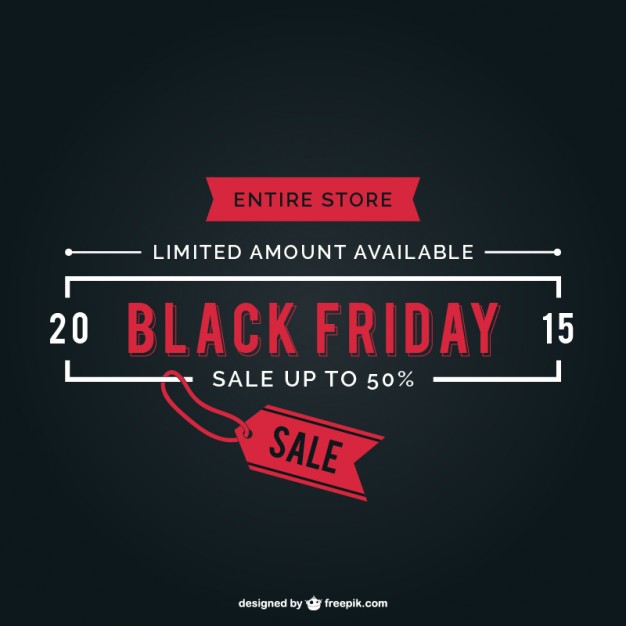 ENTIRE STORE
LIMITED AMOUNT AVAILABLE
20 BLACK FRIDAY 15
SALE UP TO 50%
SALE
designed by freepik.com